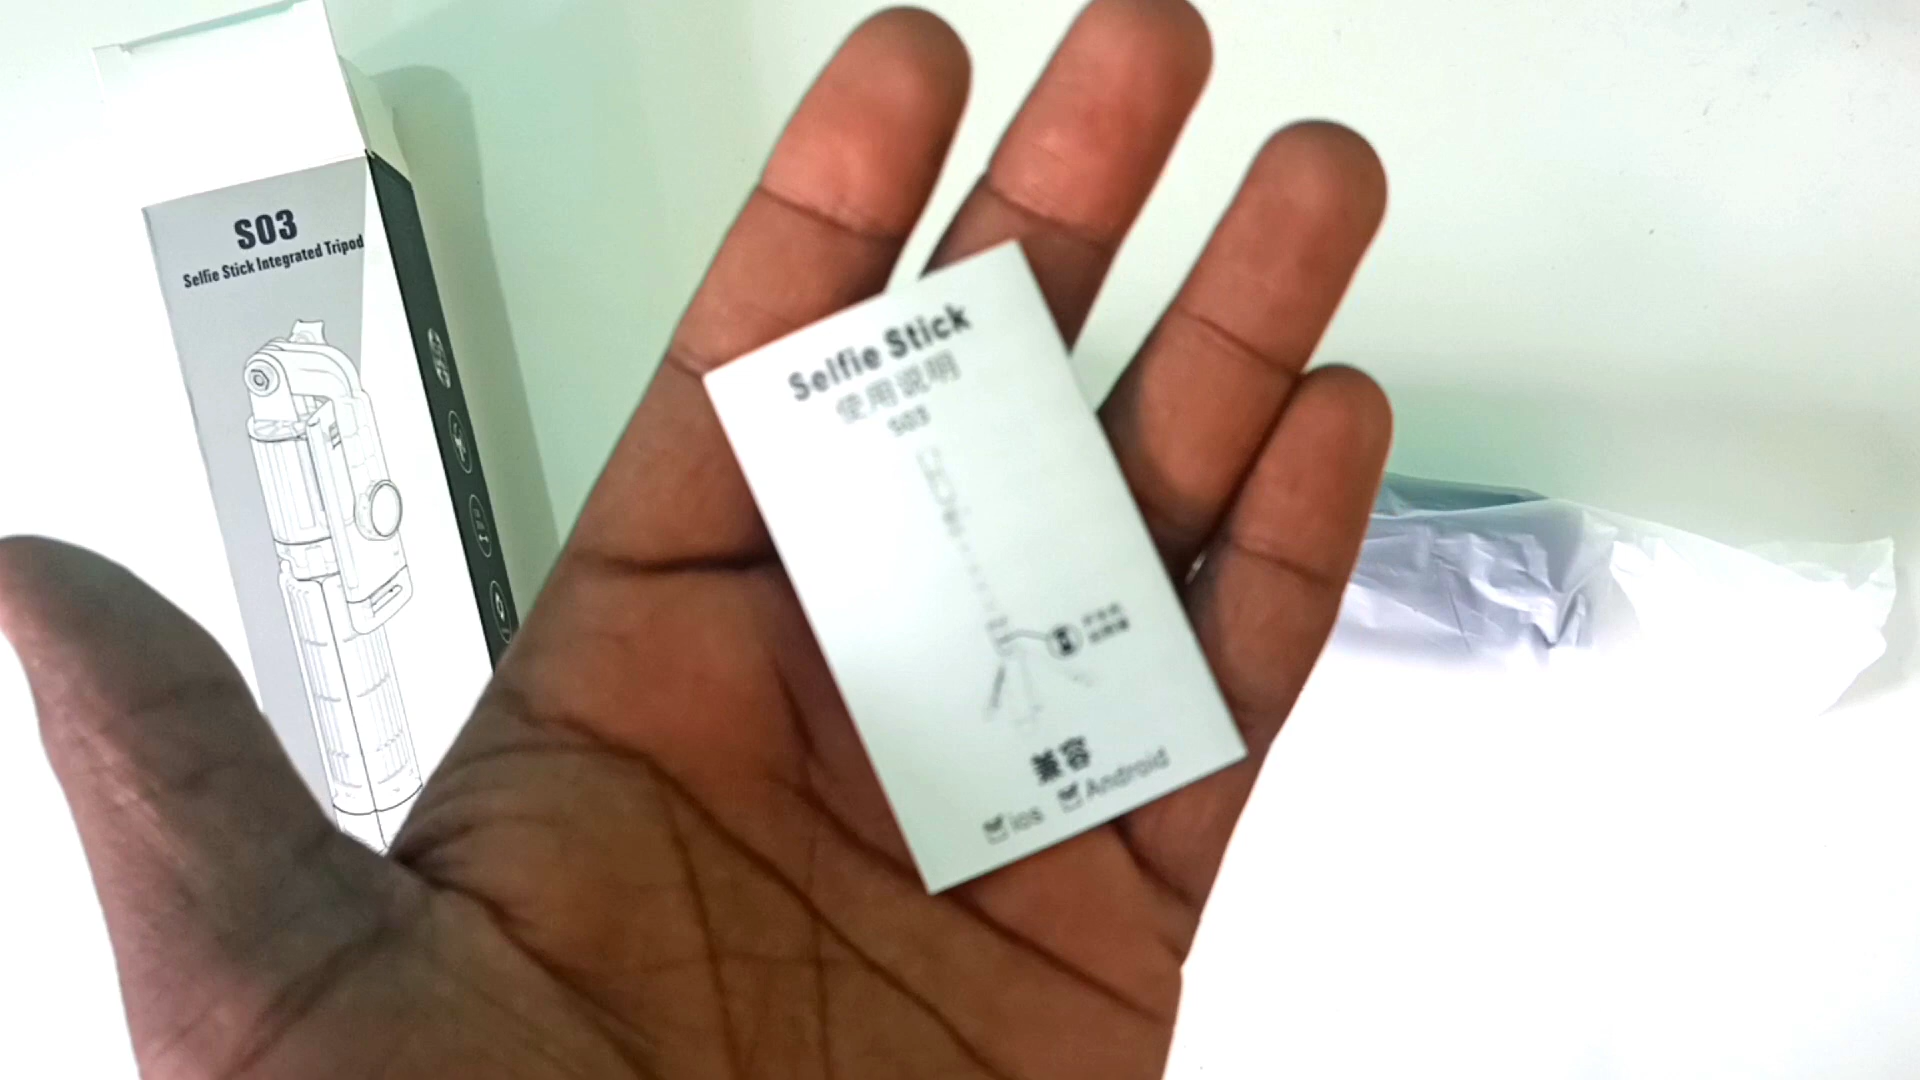 S03
Selfie Stick Integrated Tripod
Selfie Stick
使用说明
S03
兼容
ios Android